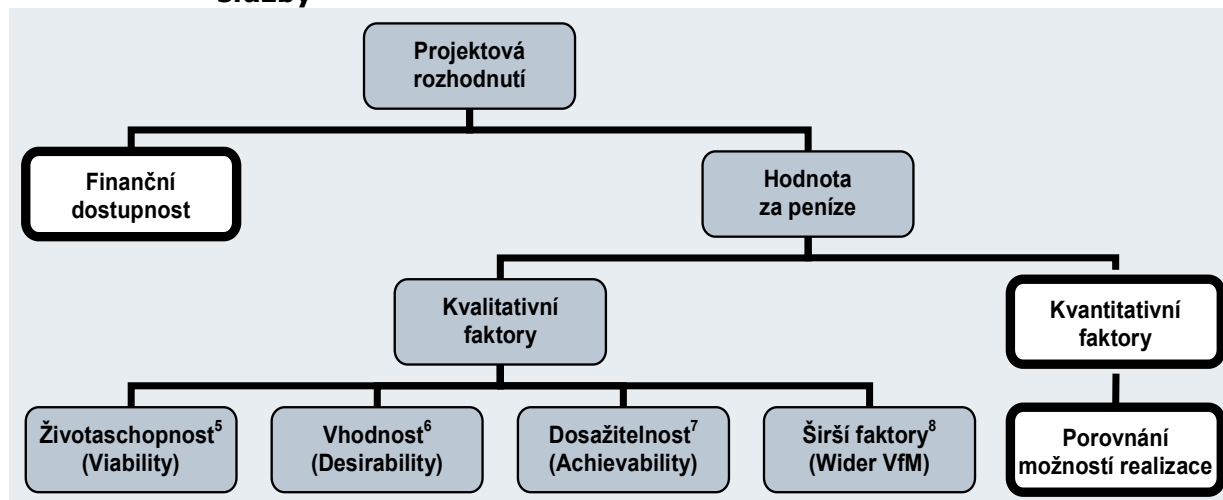 Projektová
rozhodnutí
Finanční
dostupnost
Hodnota
za peníze
Kvalitativní
faktory
Kvantitativní
faktory
Životaschopnost⁵
(Viability)
Vhodnost⁶
(Desirability)
Dosažitelnost⁷
(Achievability)
Širší faktory⁸
(Wider VfM)
Porovnání
možností realizace